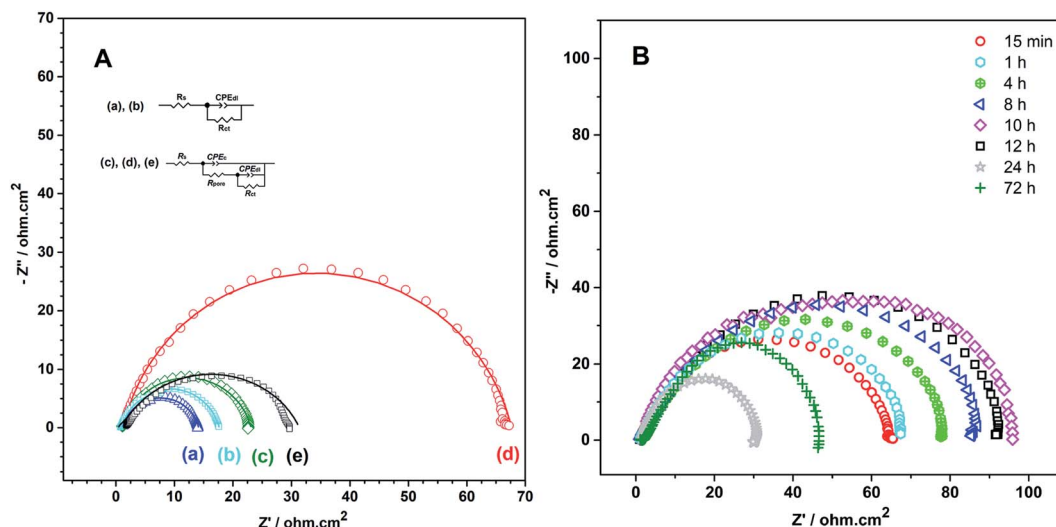 A
70
60
50
40
30
20
10
0
- Z" / ohm.cm²
(a), (b)
Rs
CPEdl
Rct
(c), (d), (e)
Rs
CPEc
Rpore
CPEdl
Rct
(a)
(b)
(c)
(e)
(d)
0 10 20 30 40 50 60 70
Z' / ohm.cm²
B
100
80
60
40
20
0
-Z" / ohm.cm²
15 min
1 h
4 h
8 h
10 h
12 h
24 h
72 h
0 20 40 60 80 100
Z' / ohm.cm²